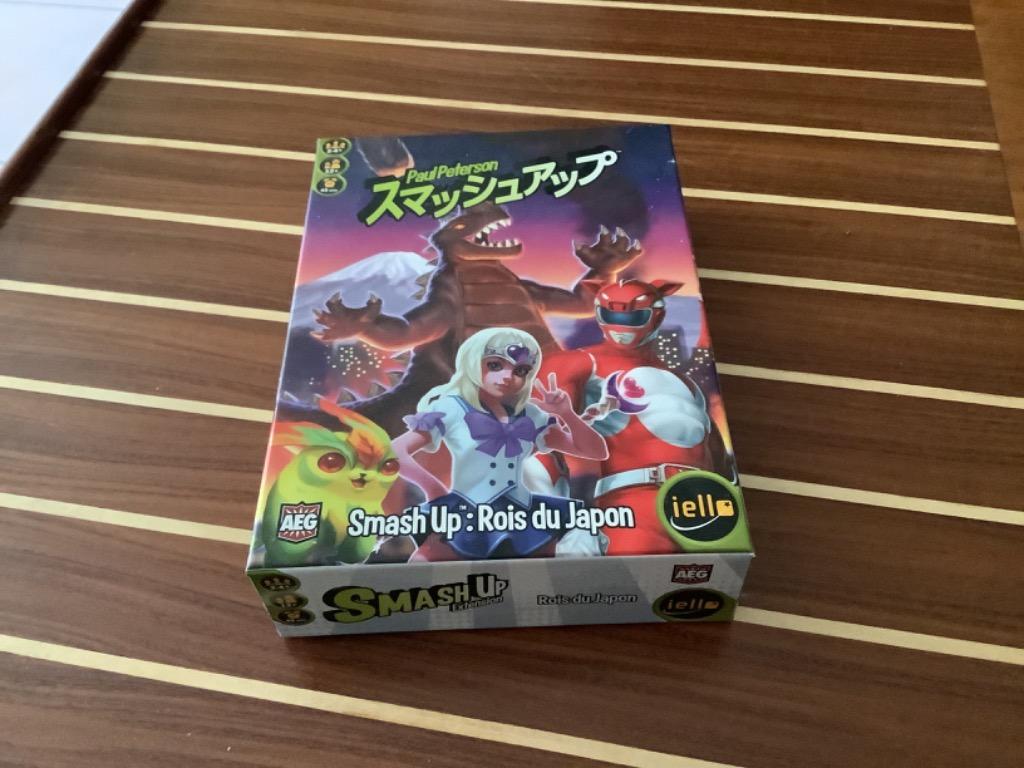 Paul Peterson
スマッシュアップ
AEG
Smash Up™: Rois du Japon
iello
SMASH UP
Extension
Rois du Japon
AEG
iello